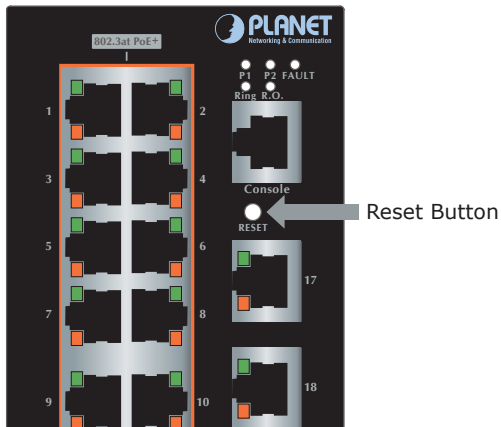 PLANET
Networking & Communication
802.3at PoE+
P1 P2 FAULT
Ring R.O.
1 2
3 4
Console
Reset Button
RESET
5 6
17
7 8
18
9 10